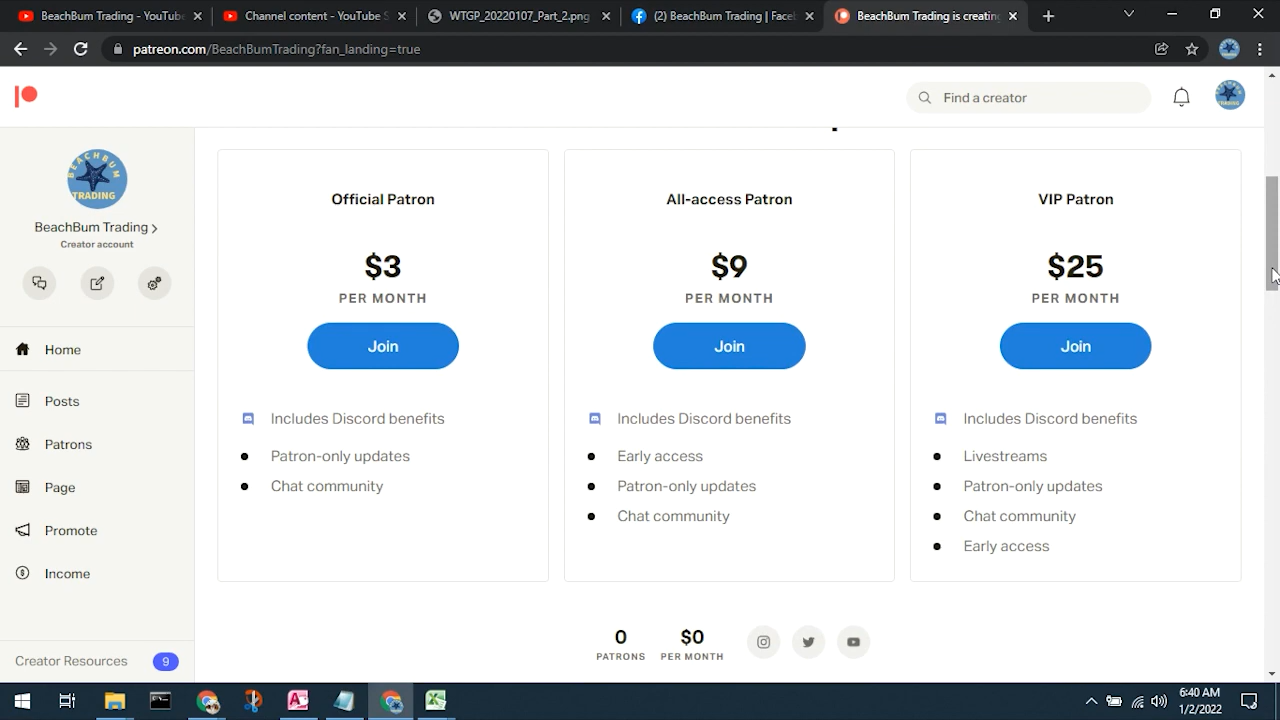 BeachBum Trading - YouTube
Channel content - YouTube S
WTGP_20220107_Part_2.png
(2) BeachBum Trading | Faceb
BeachBum Trading is creating
patreon.com/BeachBumTrading?fan_landing=true
Find a creator
BEACHBUM
TRADING
BeachBum Trading
Creator account
Home
Posts
Patrons
Page
Promote
Income
Creator Resources 9
Official Patron
$3
PER MONTH
Join
Includes Discord benefits
Patron-only updates
Chat community
All-access Patron
$9
PER MONTH
Join
Includes Discord benefits
Early access
Patron-only updates
Chat community
VIP Patron
$25
PER MONTH
Join
Includes Discord benefits
Livestreams
Patron-only updates
Chat community
Early access
0
PATRONS
$0
PER MONTH
6:40 AM
1/2/2022